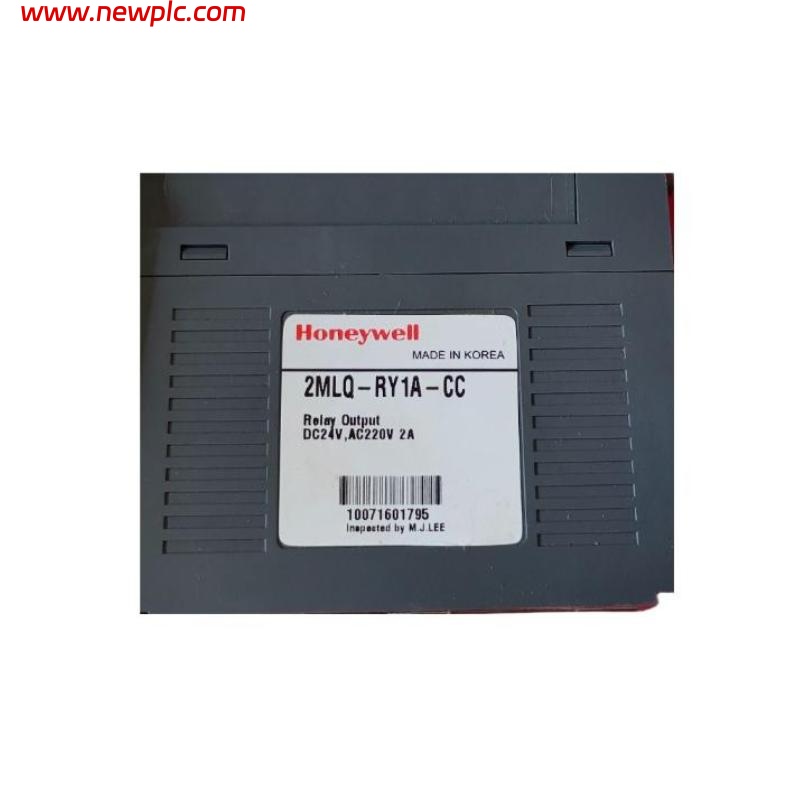 www.newplc.com
Honeywell
MADE IN KOREA
2MLQ-RY1A-CC
Relay Output
DC24V,AC220V 2A
10071601795
Inspected by M.J.LEE